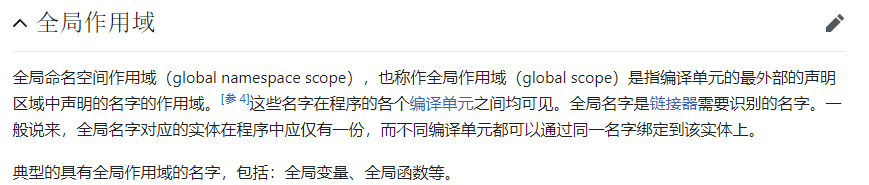 全局作用域
全局命名空间作用域（global namespace scope），也称作全局作用域（global scope）是指编译单元的最外部的声明
区域中声明的名字的作用域。[参 4]这些名字在程序的各个编译单元之间均可见。全局名字是链接器需要识别的名字。一
般说来，全局名字对应的实体在程序中应仅有一份，而不同编译单元都可以通过同一名字绑定到该实体上。
典型的具有全局作用域的名字，包括：全局变量、全局函数等。